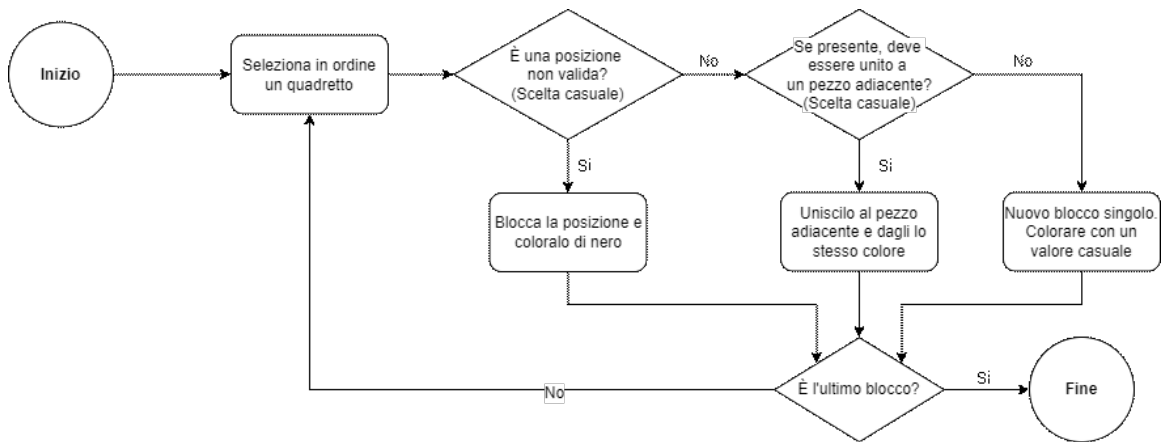 Inizio
Seleziona in ordine
un quadretto
È una posizione
non valida?
(Scelta casuale)
No
Se presente, deve
essere unito a
un pezzo adiacente?
(Scelta casuale)
No
Si
Si
Blocca la posizione e
coloralo di nero
Uniscilo al pezzo
adiacente e dagli lo
stesso colore
Nuovo blocco singolo.
Colorare con un
valore casuale
No
È l'ultimo blocco?
Si
Fine